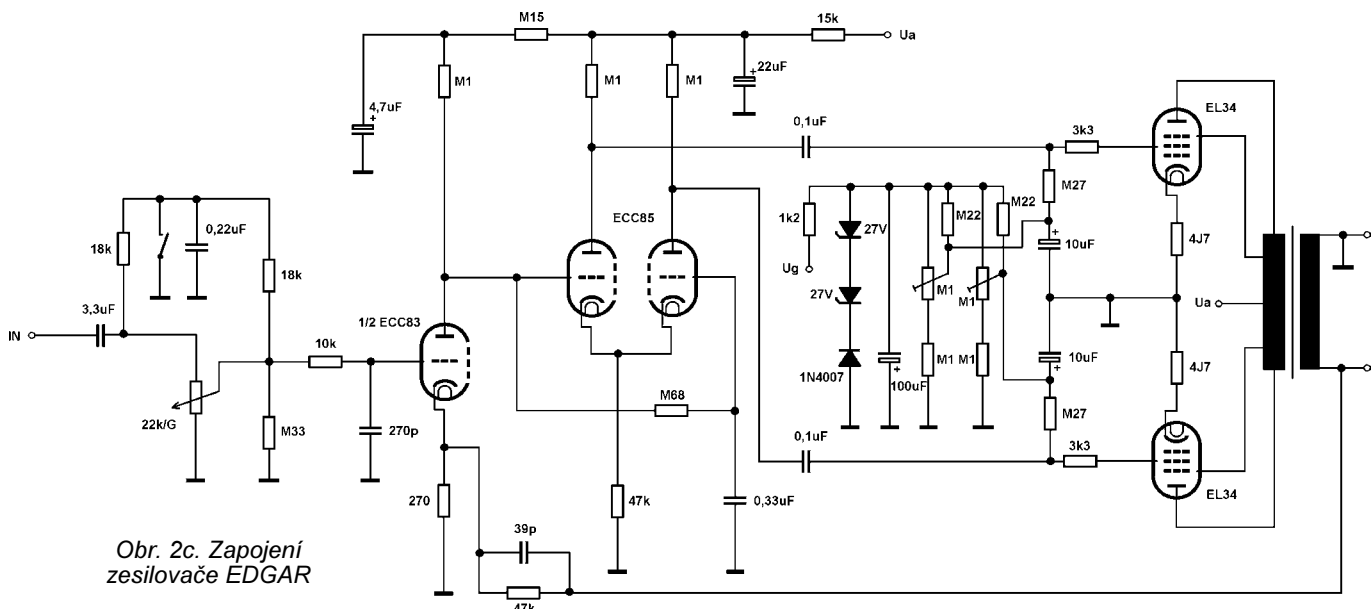 M15
15k
Ua
M1
M1
M1
22uF
+
4,7uF
+
EL34
0,1uF
3k3
M27
M22
M22
1k2
27V
ECC85
+
10uF
4J7
18k
0,22uF
18k
Ug
27V
M1
M1
Ua
3,3uF
IN
1/2 ECC83
10k
1N4007
+
100uF
M1
M1
10uF
+
4J7
M68
M27
22k/G
M33
270p
0,1uF
3k3
EL34
270
47k
0,33uF
39p
47k
Obr. 2c. Zapojení
zesilovače EDGAR